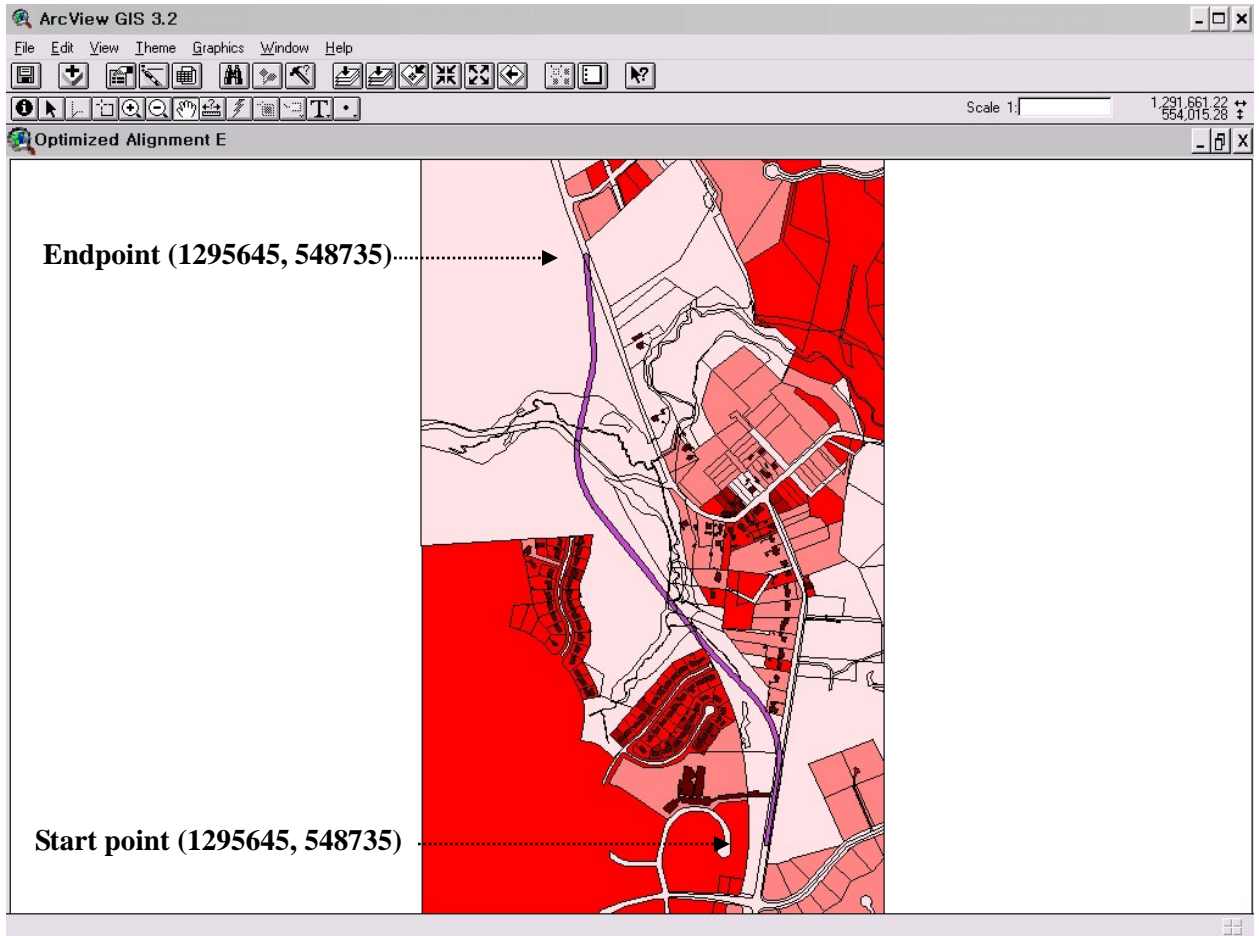 ArcView GIS 3.2
File Edit View Theme Graphics Window Help
Scale 1:
1,291,661.22
554,015.28
Optimized Alignment E
Endpoint (1295645, 548735)
Start point (1295645, 548735)